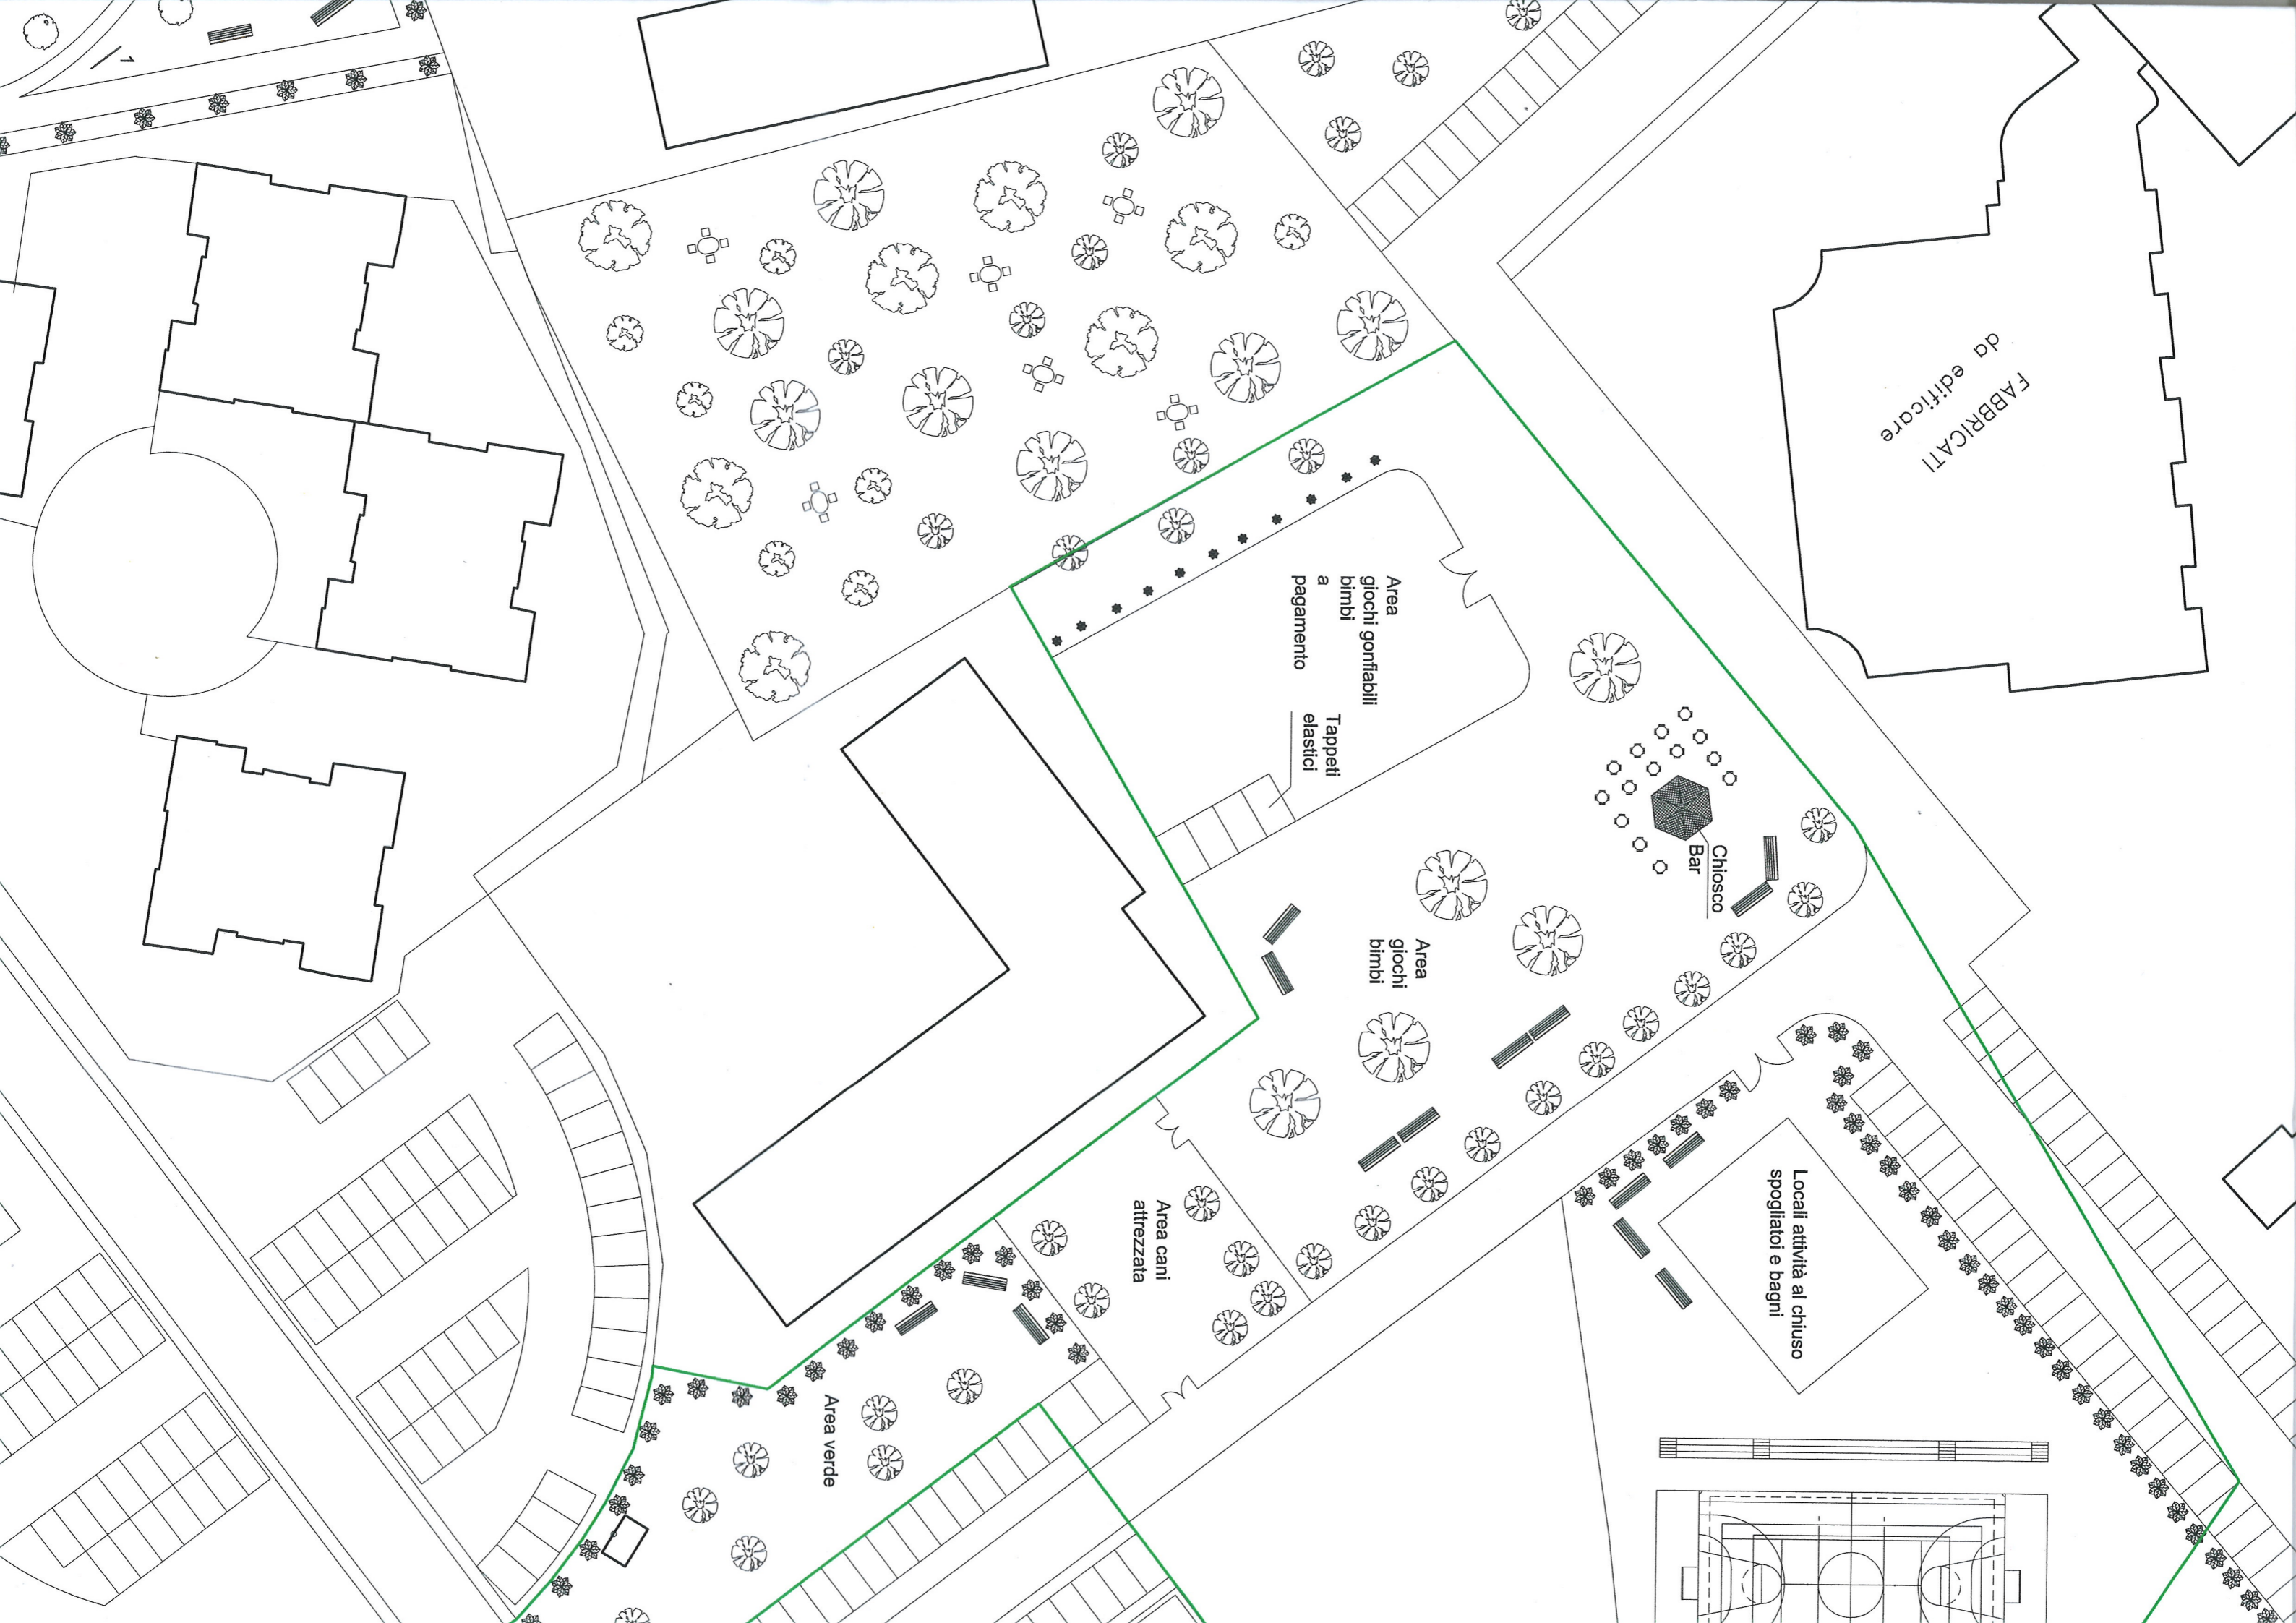 FABBRICATI
da edificare
Area
giochi gonfiabili
bimbi
a
pagamento
Tappeti
elastici
Chiosco
Bar
Area
giochi
bimbi
Locali attività al chiuso
spogliatoi e bagni
Area cani
attrezzata
Area verde